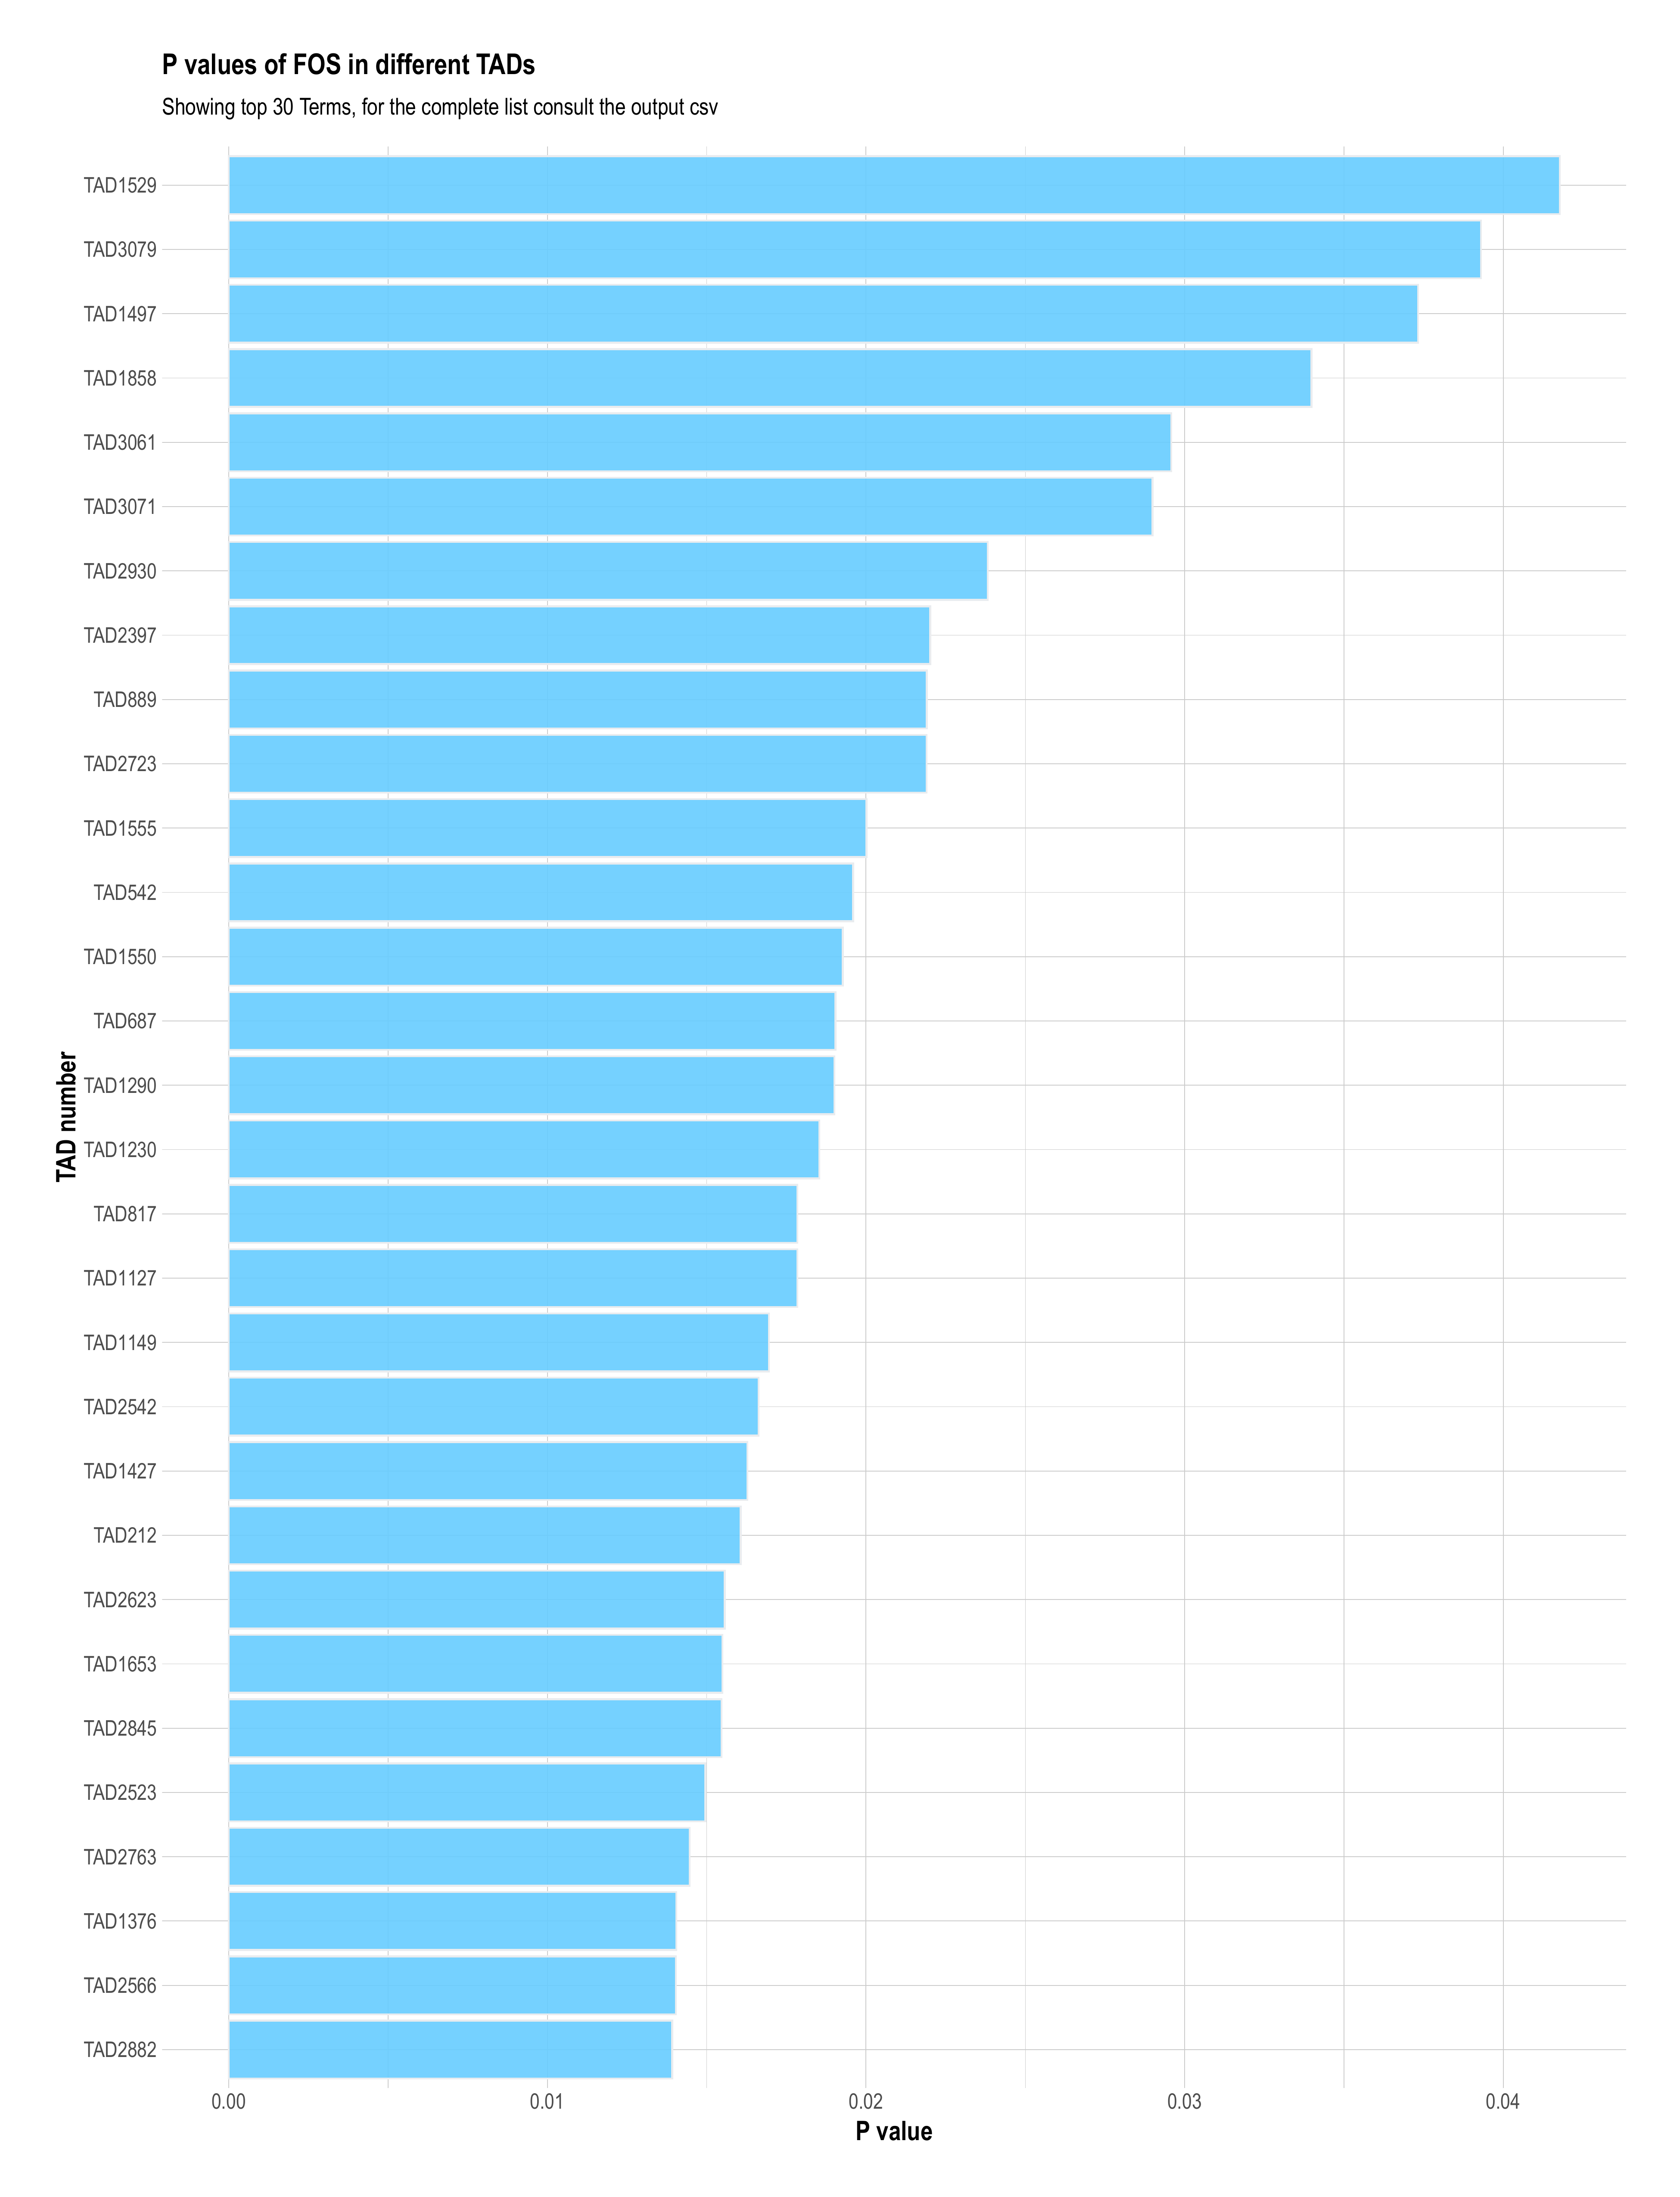 P values of FOS in different TADs
Showing top 30 Terms, for the complete list consult the output csv
TAD1529
TAD3079
TAD1497
TAD1858
TAD3061
TAD3071
TAD2930
TAD2397
TAD889
TAD2723
TAD1555
TAD542
TAD1550
TAD687
TAD1290
TAD1230
TAD817
TAD1127
TAD1149
TAD2542
TAD1427
TAD212
TAD2623
TAD1653
TAD2845
TAD2523
TAD2763
TAD1376
TAD2566
TAD2882
TAD number
0.00 0.01 0.02 0.03 0.04
P value